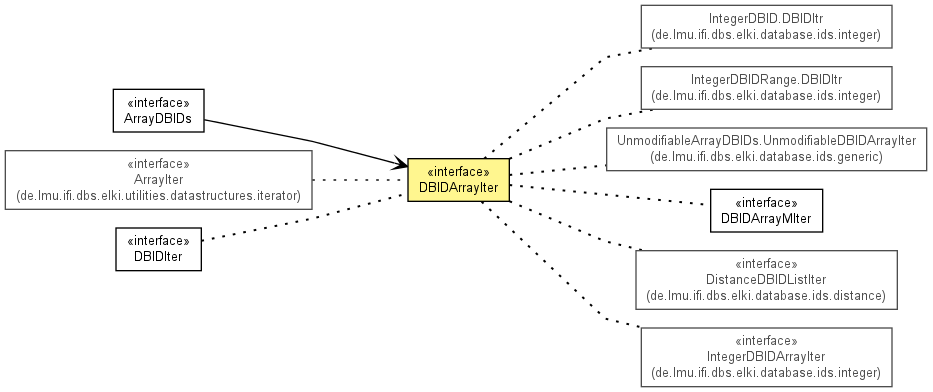 «interface»
ArrayDBIDs
«interface»
ArrayIter
(de.lmu.ifi.dbs.elki.utilities.datastructures.iterator)
«interface»
DBIDIter
«interface»
DBIDArrayIter
IntegerDBID.DBIDItr
(de.lmu.ifi.dbs.elki.database.ids.integer)
IntegerDBIDRange.DBIDItr
(de.lmu.ifi.dbs.elki.database.ids.integer)
UnmodifiableArrayDBIDs.UnmodifiableDBIDArrayIter
(de.lmu.ifi.dbs.elki.database.ids.generic)
«interface»
DBIDArrayMIter
«interface»
DistanceDBIDListIter
(de.lmu.ifi.dbs.elki.database.ids.distance)
«interface»
IntegerDBIDArrayIter
(de.lmu.ifi.dbs.elki.database.ids.integer)